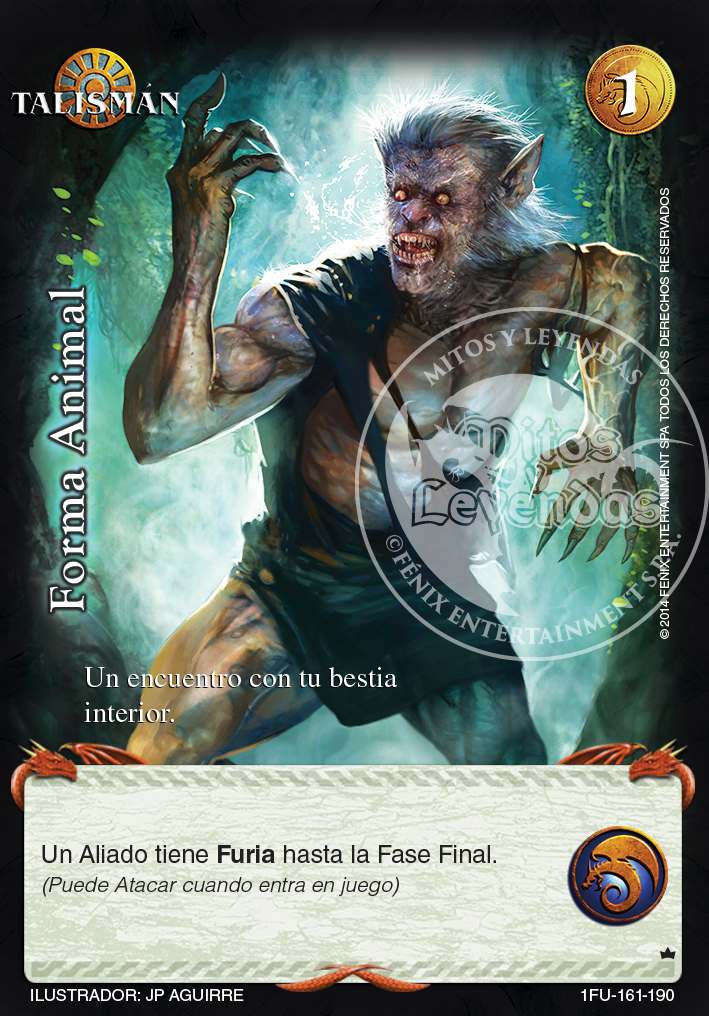 TALISMÁN
1
Forma Animal
MITOS Y LEYENDAS
Mitos
Leyendas
© FÉNIX ENTERTAINMENT S.P.A.
© 2014 FENIX ENTERTAINMENT SPA TODOS LOS DERECHOS RESERVADOS
Un encuentro con tu bestia
interior.
Un Aliado tiene Furia hasta la Fase Final.
(Puede Atacar cuando entra en juego)
ILUSTRADOR: JP AGUIRRE
1FU-161-190